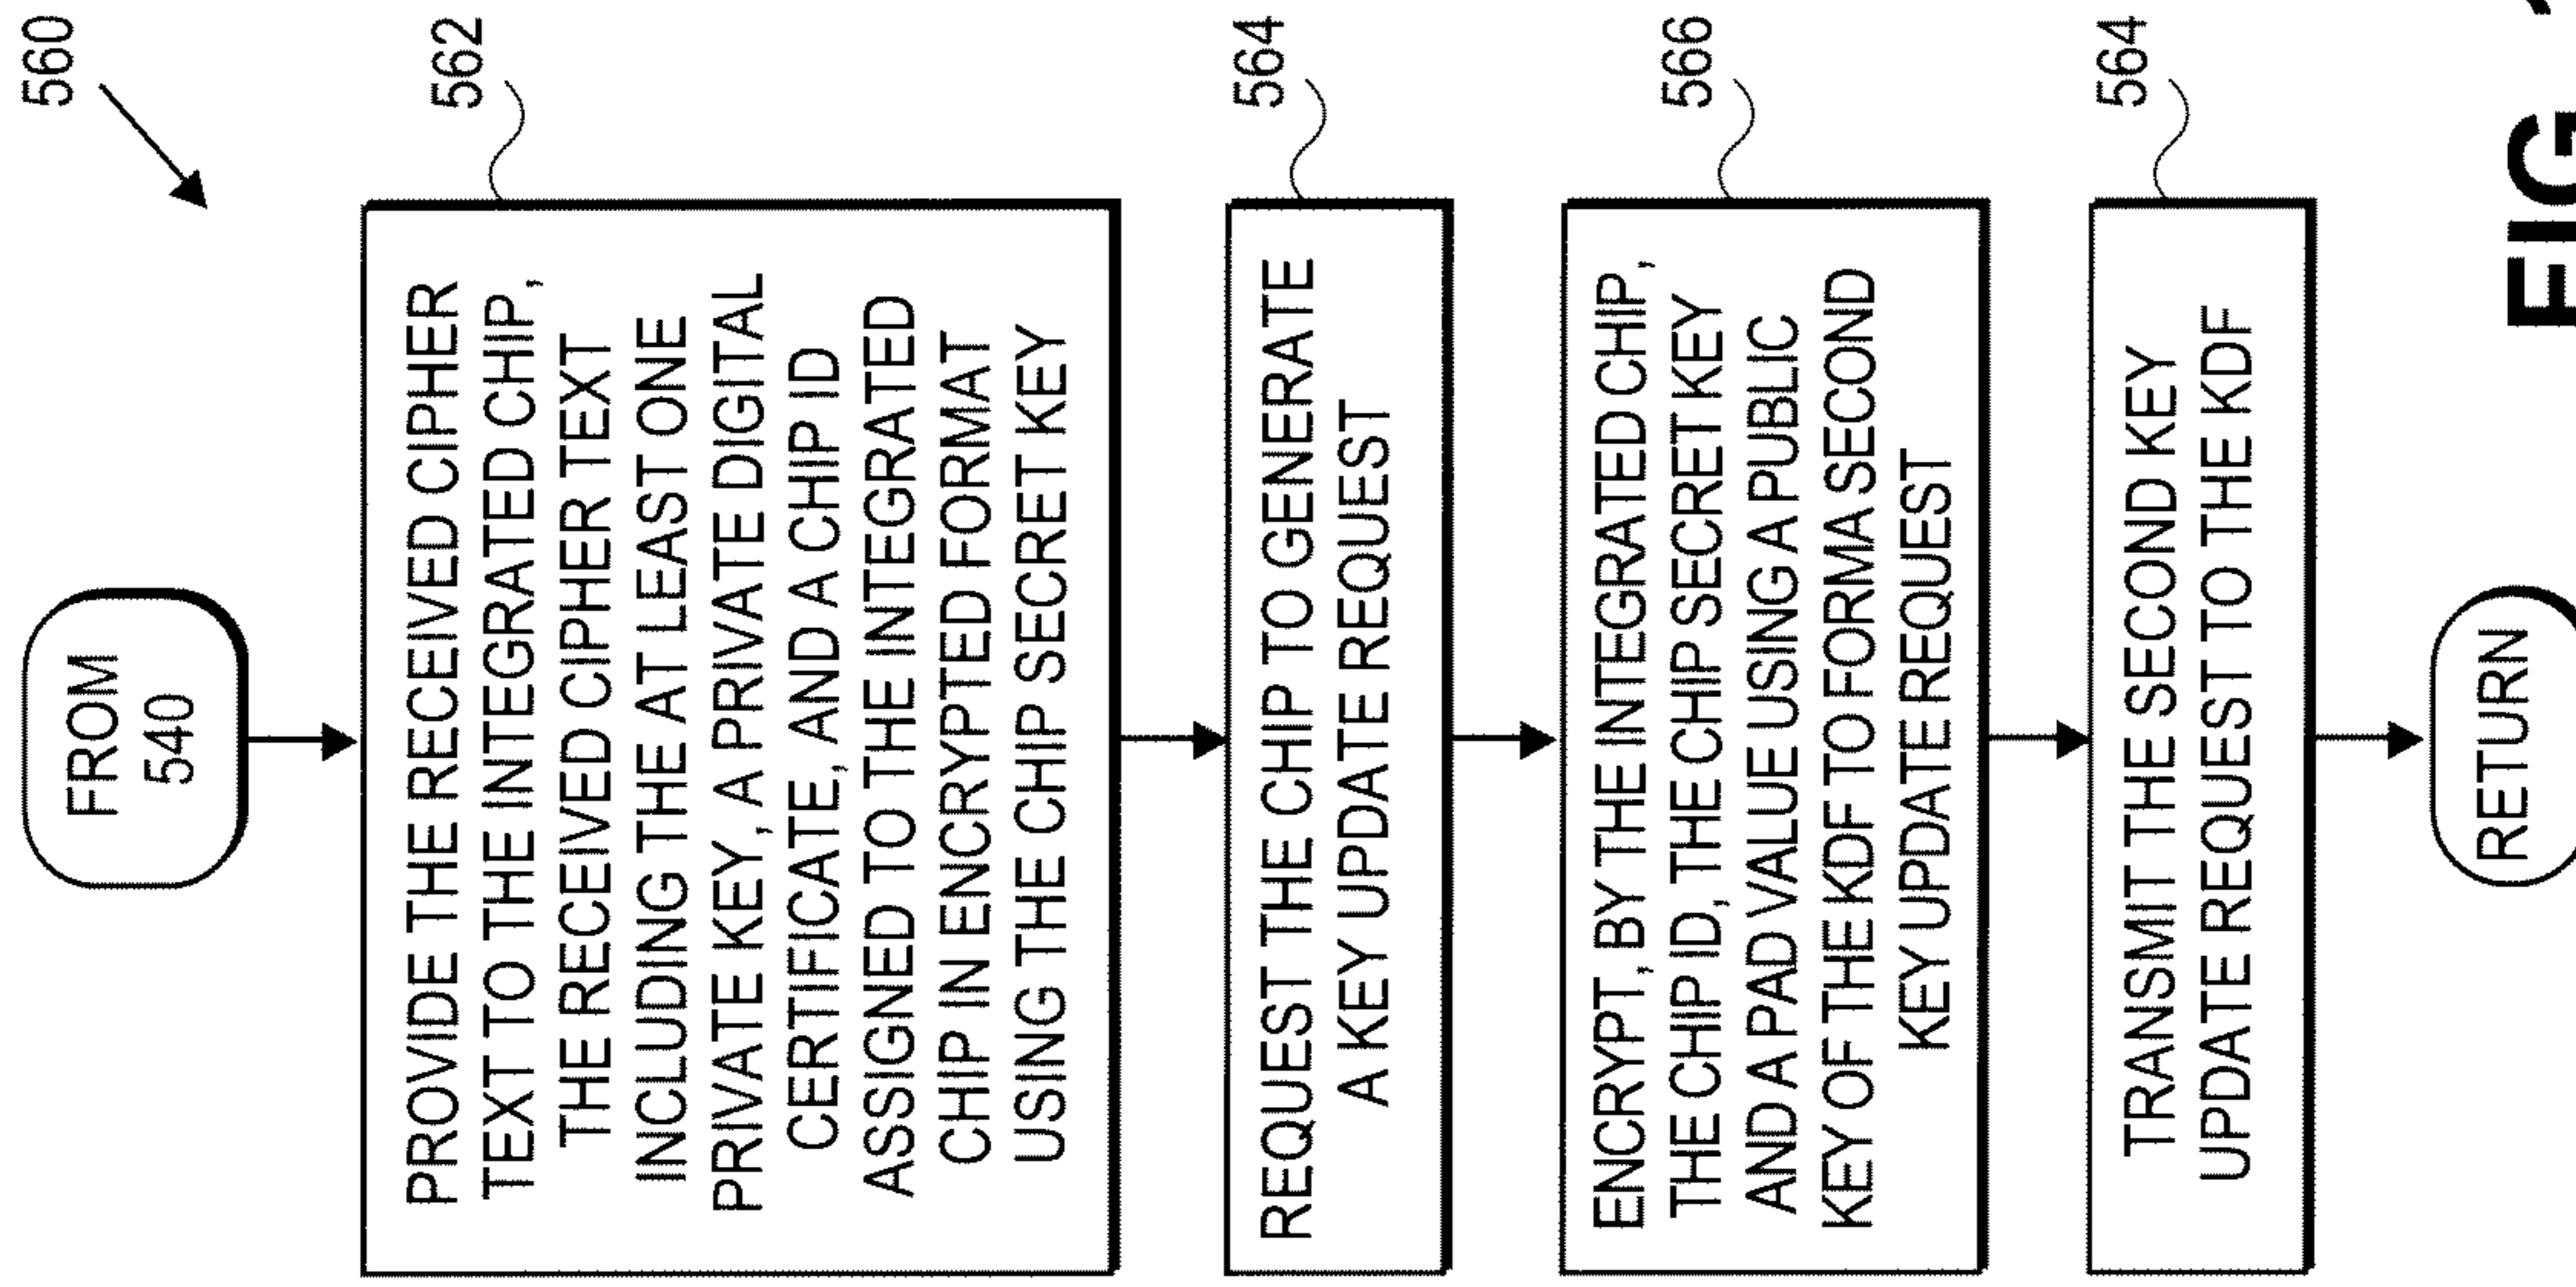 560
FROM
540
562
PROVIDE THE RECEIVED CIPHER
TEXT TO THE INTEGRATED CHIP,
THE RECEIVED CIPHER TEXT
INCLUDING THE AT LEAST ONE
PRIVATE KEY, A PRIVATE DIGITAL
CERTIFICATE, AND A CHIP ID
ASSIGNED TO THE INTEGRATED
CHIP IN ENCRYPTED FORMAT
USING THE CHIP SECRET KEY
564
REQUEST THE CHIP TO GENERATE
A KEY UPDATE REQUEST
566
ENCRYPT, BY THE INTEGRATED CHIP,
THE CHIP ID, THE CHIP SECRET KEY
AND A PAD VALUE USING A PUBLIC
KEY OF THE KDF TO FORM A SECOND
KEY UPDATE REQUEST
564
TRANSMIT THE SECOND KEY
UPDATE REQUEST TO THE KDF
RETURN
FIG